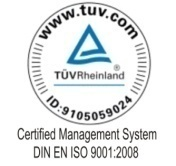 www.tuv.com
TÜVRheinland
ID:9105059024
Certified Management System
DIN EN ISO 9001:2008